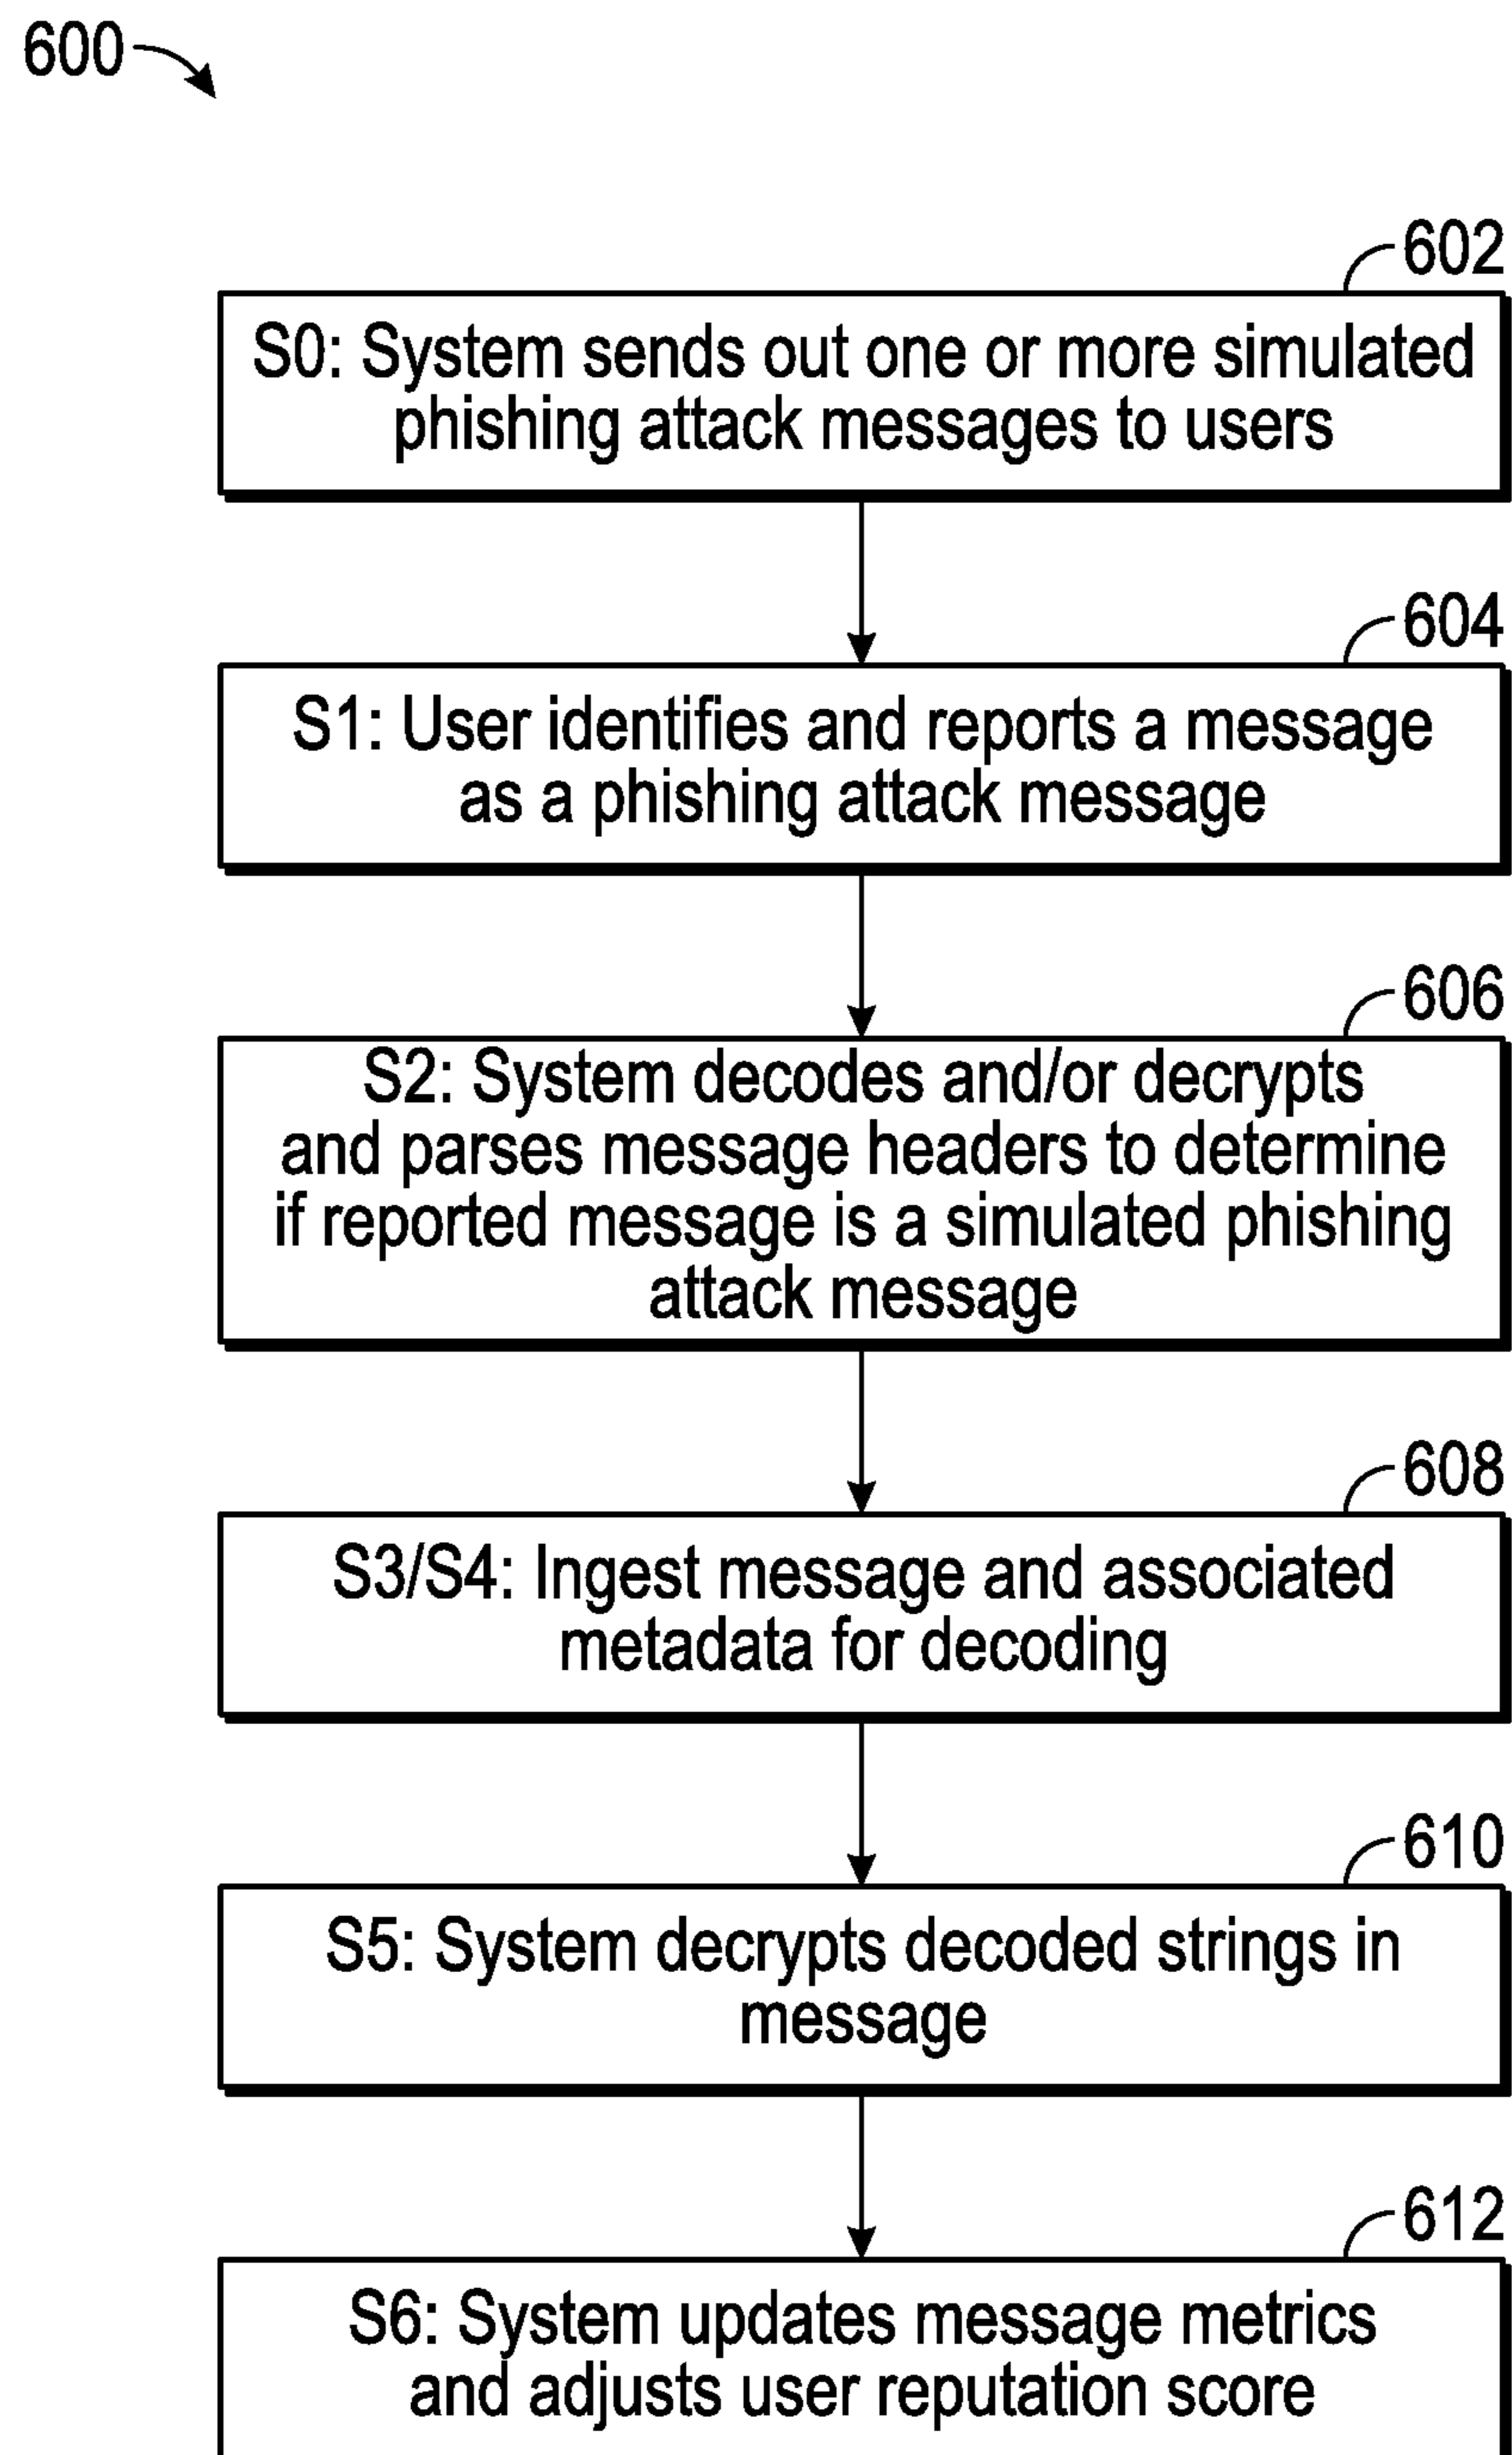 600
602
S0: System sends out one or more simulated
phishing attack messages to users
604
S1: User identifies and reports a message
as a phishing attack message
606
S2: System decodes and/or decrypts
and parses message headers to determine
if reported message is a simulated phishing
attack message
608
S3/S4: Ingest message and associated
metadata for decoding
610
S5: System decrypts decoded strings in
message
612
S6: System updates message metrics
and adjusts user reputation score